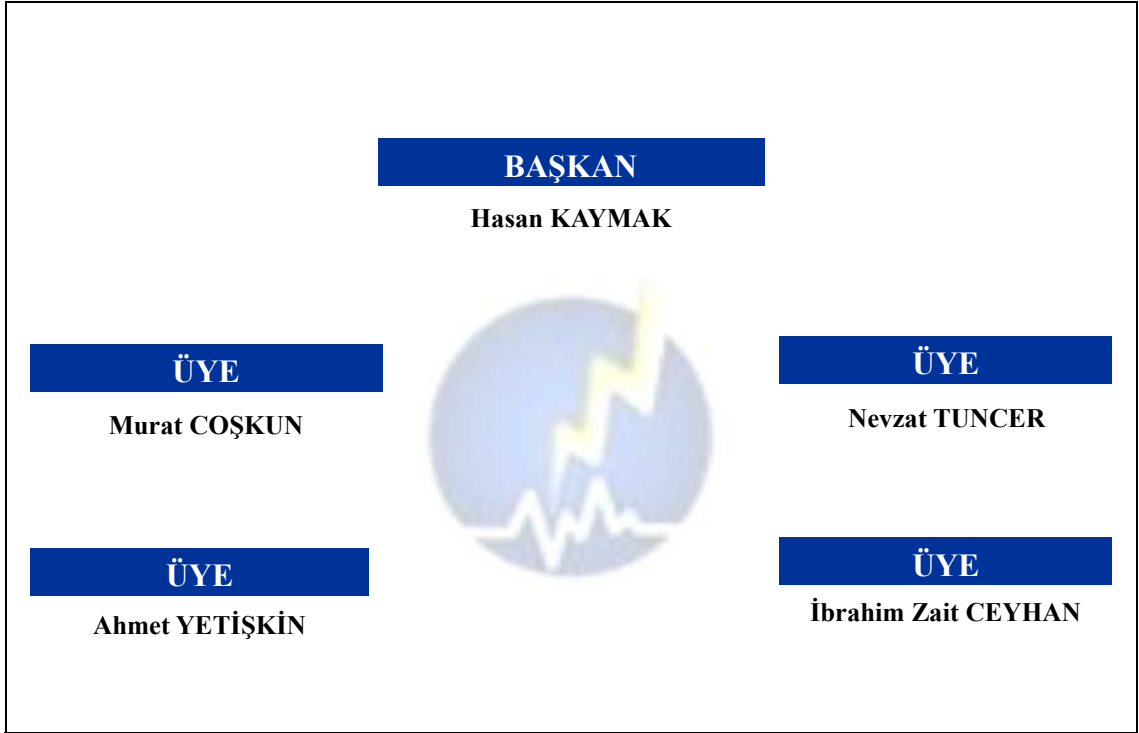 BAŞKAN
Hasan KAYMAK
ÜYE
Murat COŞKUN
ÜYE
Nevzat TUNCER
ÜYE
Ahmet YETİŞKİN
ÜYE
İbrahim Zait CEYHAN